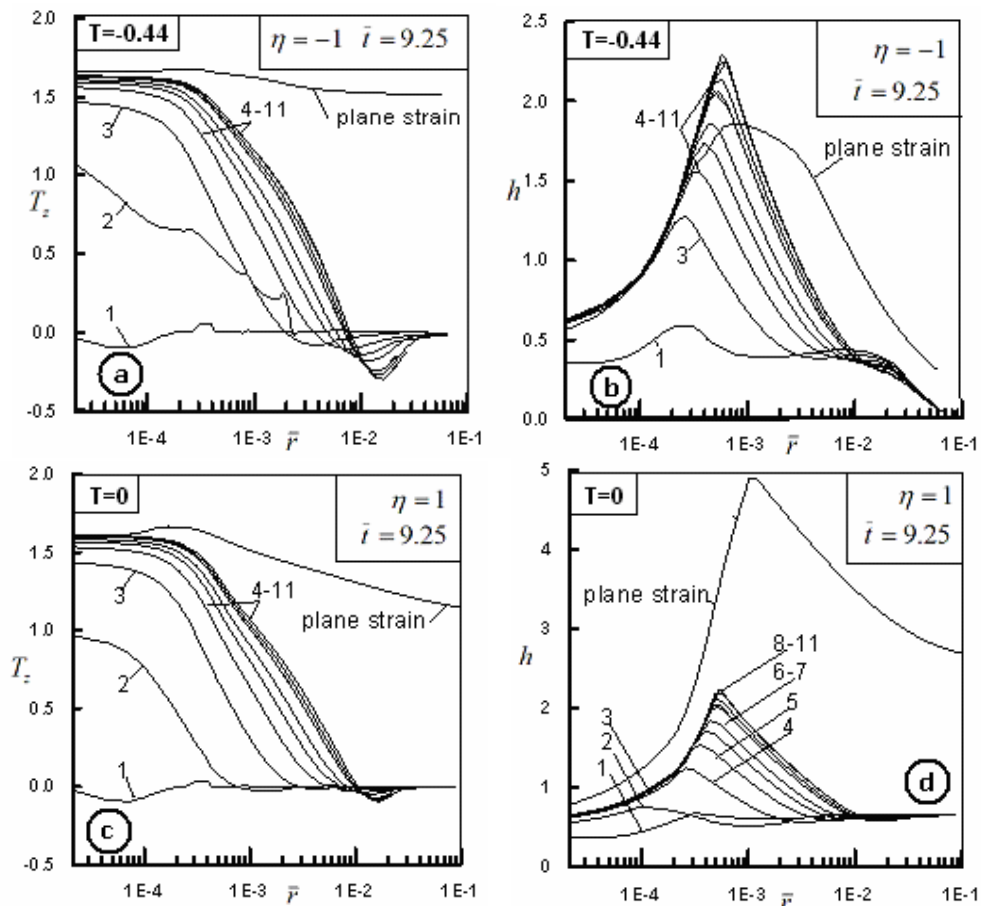 2.0
T=-0.44
η = −1 t̄ = 9.25
1.5
plane strain
4-11
3
1.0
T_z
2
0.5
1
0.0
a
-0.5
1E-4 1E-3 r̄ 1E-2 1E-1
3.0
T=-0.44
η = −1
t̄ = 9.25
2.5
2.0
4-11
plane strain
h
1.5
3
1.0
0.5
1
b
0.0
1E-4 r̄ 1E-3 1E-2 1E-1
2.0
T=0
η = 1
t̄ = 9.25
1.5
3
4-11
plane strain
1.0
T_z
2
0.5
1
0.0
c
-0.5
1E-4 1E-3 r̄ 1E-2 1E-1
5
T=0
η = 1
t̄ = 9.25
4
plane strain
3
h
8-11
6-7
2
5
3
4
2
1
1
d
0
1E-4 1E-3 r̄ 1E-2 1E-1